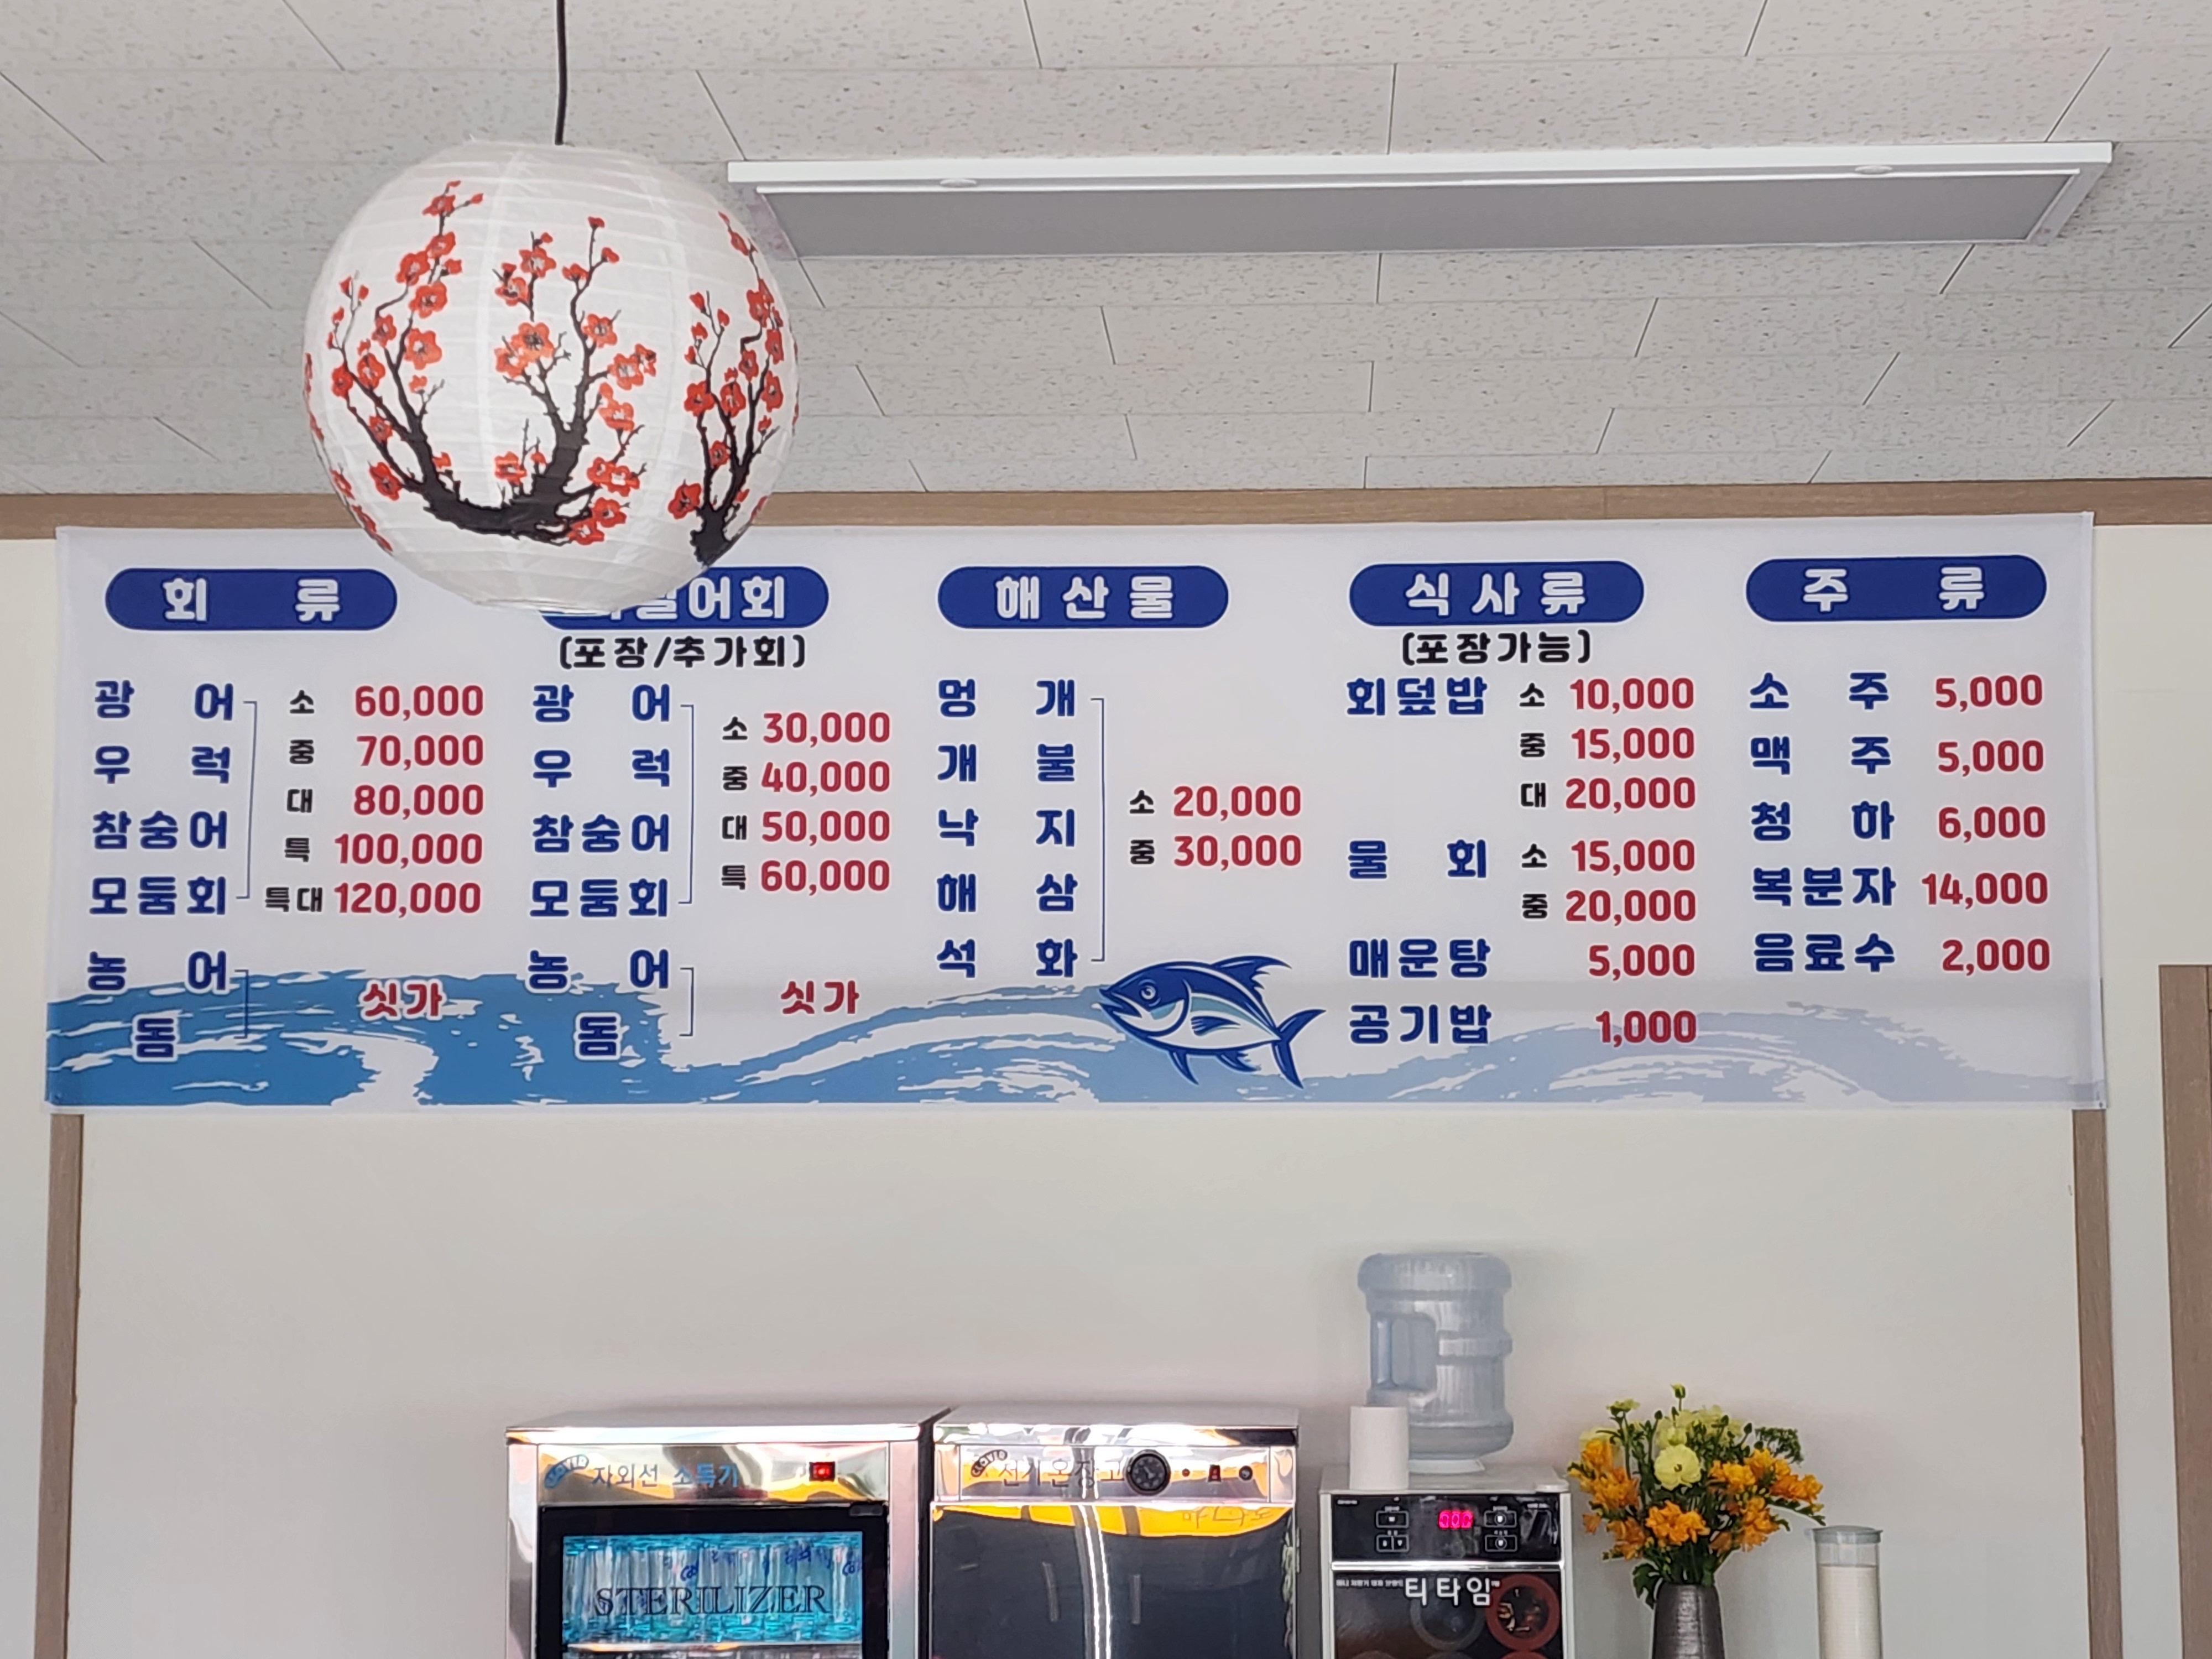 회 류
광 어
우 럭
참숭어
모둠회
소 60,000
중 70,000
대 80,000
특 100,000
특대 120,000
농 어
돔
싯가
(포장/추가회)
광 어
우 럭
참숭어
모둠회
소 30,000
중 40,000
대 50,000
특 60,000
농 어
돔
싯가
해산물
멍 개
개 불
낙 지
해 삼
석 화
소 20,000
중 30,000
식사류
(포장가능)
회덮밥 소 10,000
중 15,000
대 20,000
물 회 소 15,000
중 20,000
매운탕 5,000
공기밥 1,000
주 류
소 주 5,000
맥 주 5,000
청 하 6,000
복분자 14,000
음료수 2,000
자외선 소독기
STERILIZER
티타임